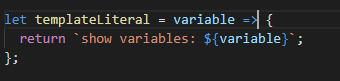 let templateLiteral = variable => {
  return `show variables: ${variable}`;
};